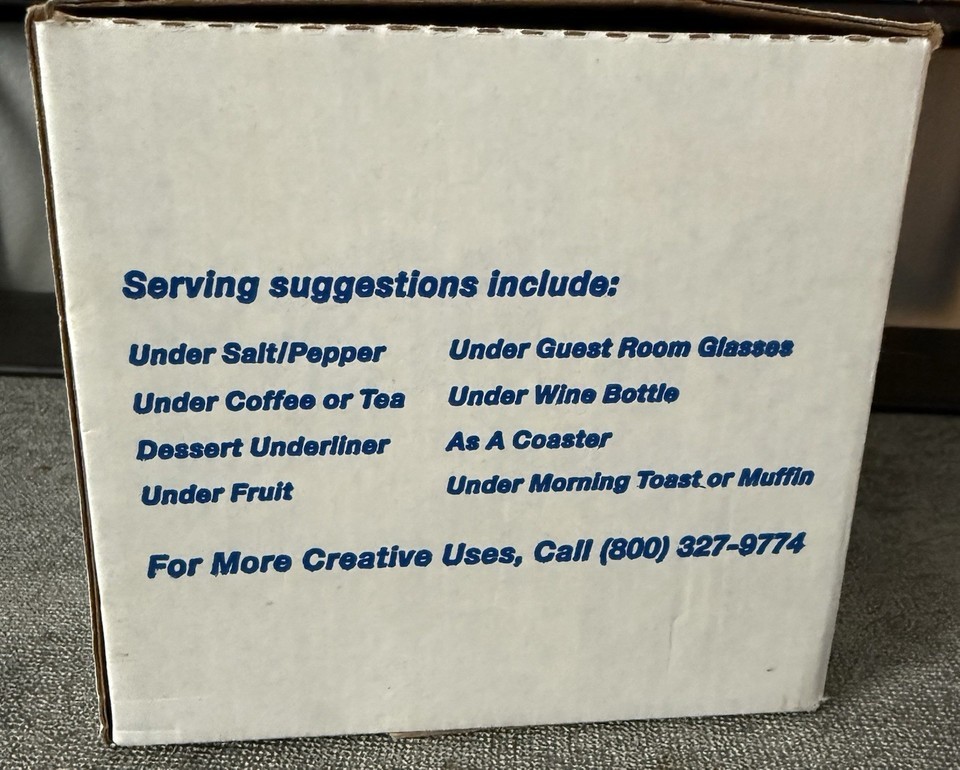 Serving suggestions include:
Under Salt/Pepper
Under Coffee or Tea
Dessert Underliner
Under Fruit
Under Guest Room Glasses
Under Wine Bottle
As A Coaster
Under Morning Toast or Muffin
For More Creative Uses, Call (800) 327-9774